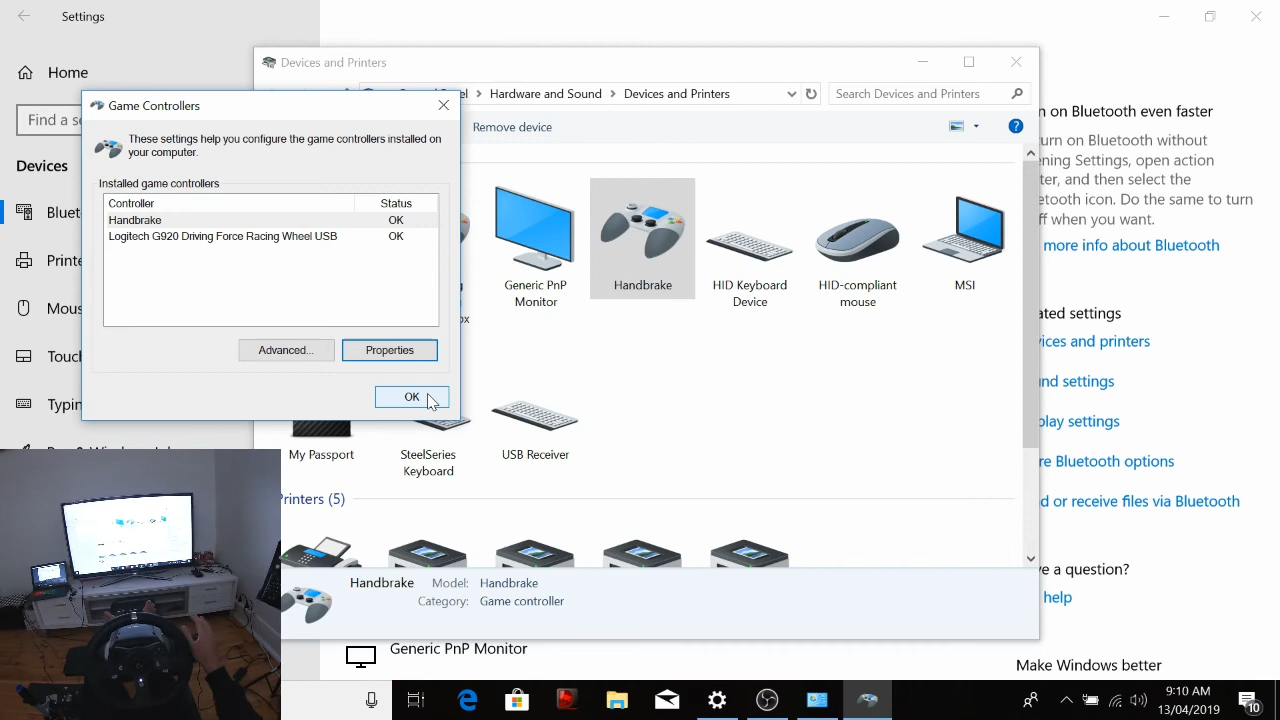 Settings
Home
Find a s
Devices
Bluet
Printe
Mous
Touc
Typin
Devices and Printers
Hardware and Sound
Devices and Printers
Search Devices and Printers
Remove device
Generic PnP
Monitor
Handbrake
HID Keyboard
Device
HID-compliant
mouse
MSI
My Passport
SteelSeries
Keyboard
USB Receiver
rinters (5)
Handbrake
Model: Handbrake
Category: Game controller
Generic PnP Monitor
Game Controllers
These settings help you configure the game controllers installed on
your computer.
Installed game controllers
Controller Status
Handbrake OK
Logitech G920 Driving Force Racing Wheel USB OK
Advanced...
Properties
OK
n on Bluetooth even faster
urn on Bluetooth without
ening Settings, open action
ter, and then select the
etooth icon. Do the same to turn
ff when you want.
more info about Bluetooth
ated settings
vices and printers
und settings
play settings
re Bluetooth options
d or receive files via Bluetooth
ve a question?
help
Make Windows better
9:10 AM
13/04/2019
10